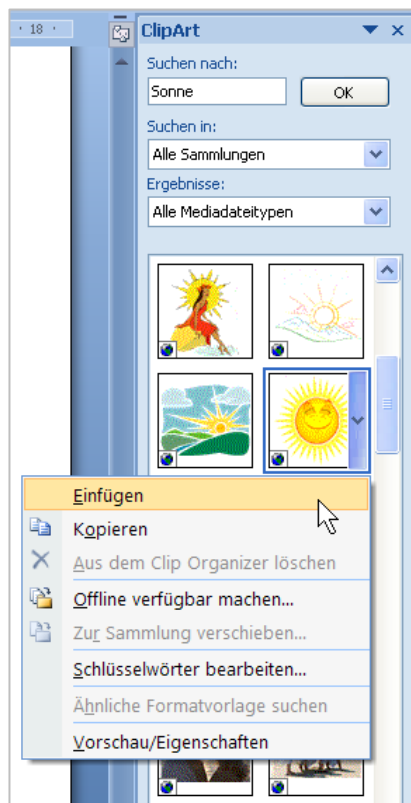 18
ClipArt
Suchen nach:
Sonne
OK
Suchen in:
Alle Sammlungen
Ergebnisse:
Alle Mediadateitypen
Einfügen
Kopieren
Aus dem Clip Organizer löschen
Offline verfügbar machen...
Zur Sammlung verschieben...
Schlüsselwörter bearbeiten...
Ähnliche Formatvorlage suchen
Vorschau/Eigenschaften